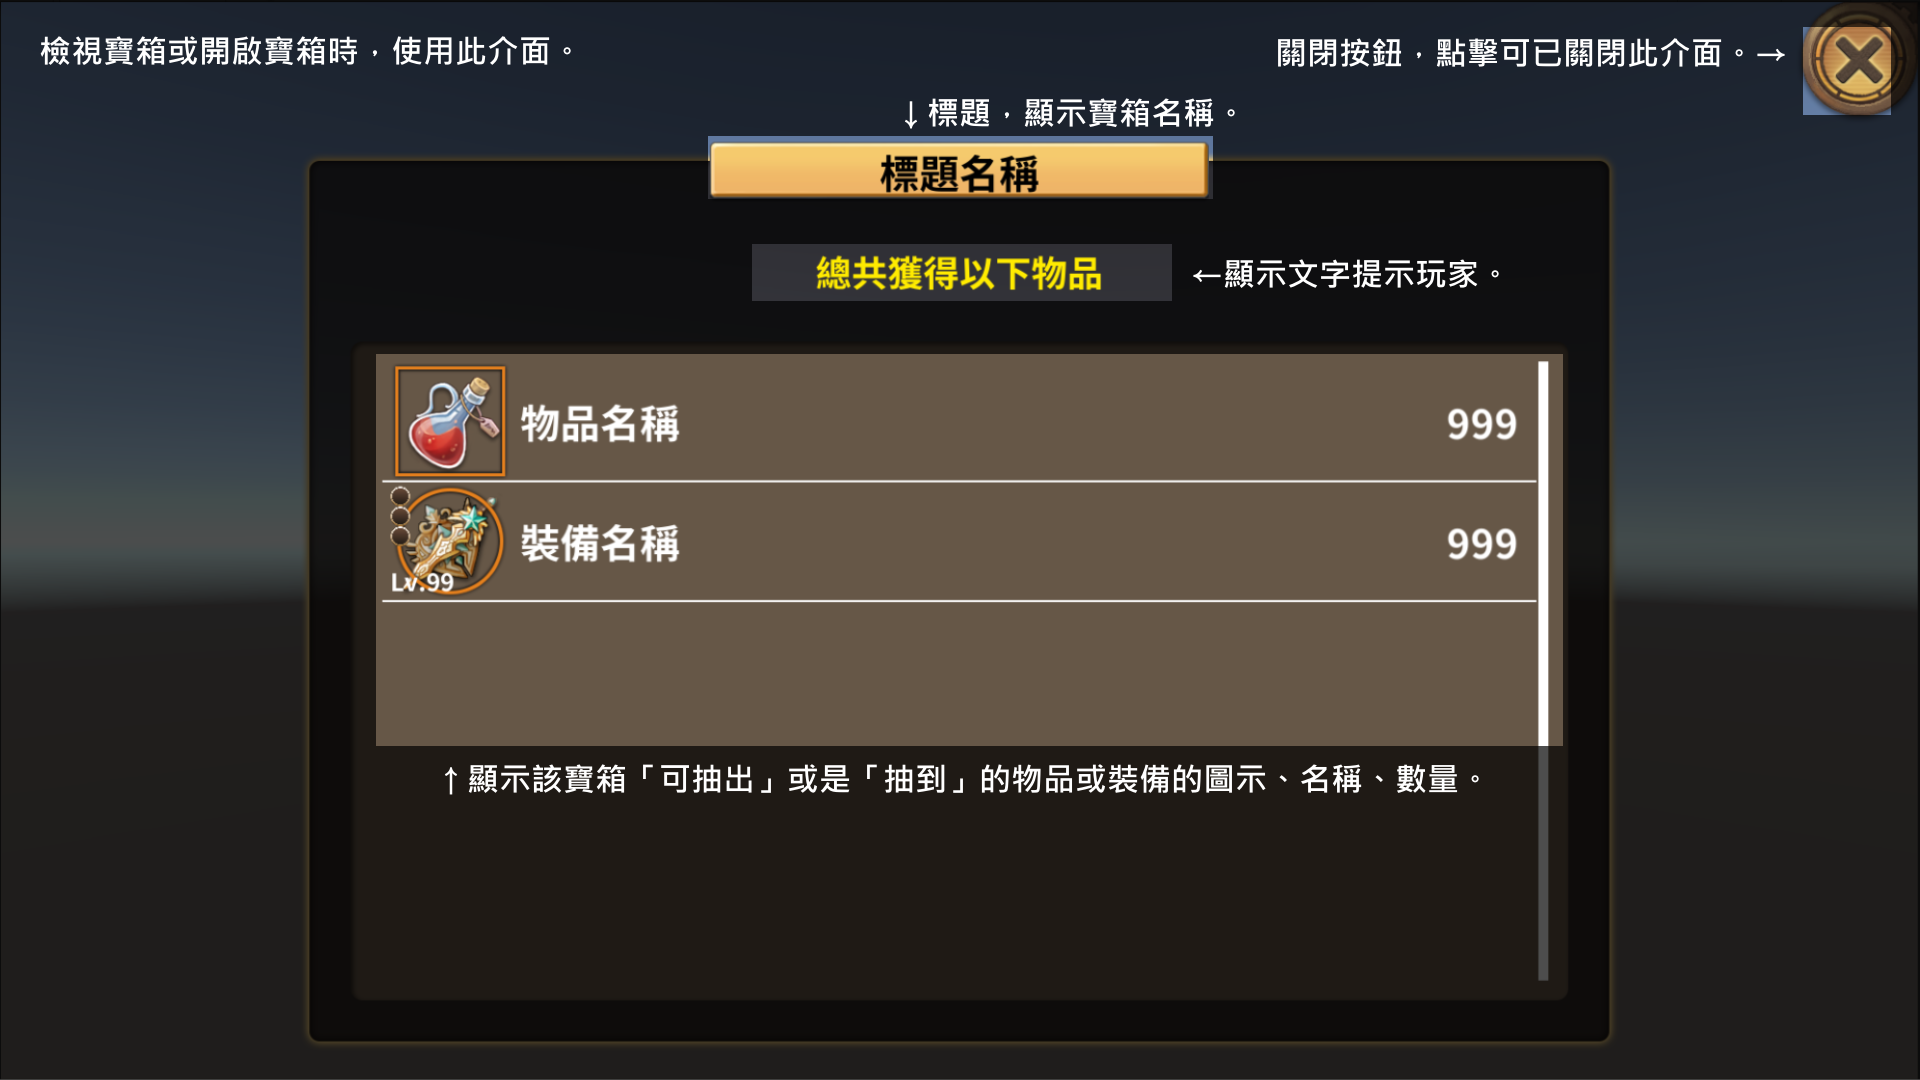 檢視寶箱或開啟寶箱時，使用此介面。
關閉按鈕，點擊可已關閉此介面。→
↓標題，顯示寶箱名稱。
標題名稱
總共獲得以下物品 ←顯示文字提示玩家。
物品名稱 999
裝備名稱 999
Lv.99
↑顯示該寶箱「可抽出」或是「抽到」的物品或裝備的圖示、名稱、數量。